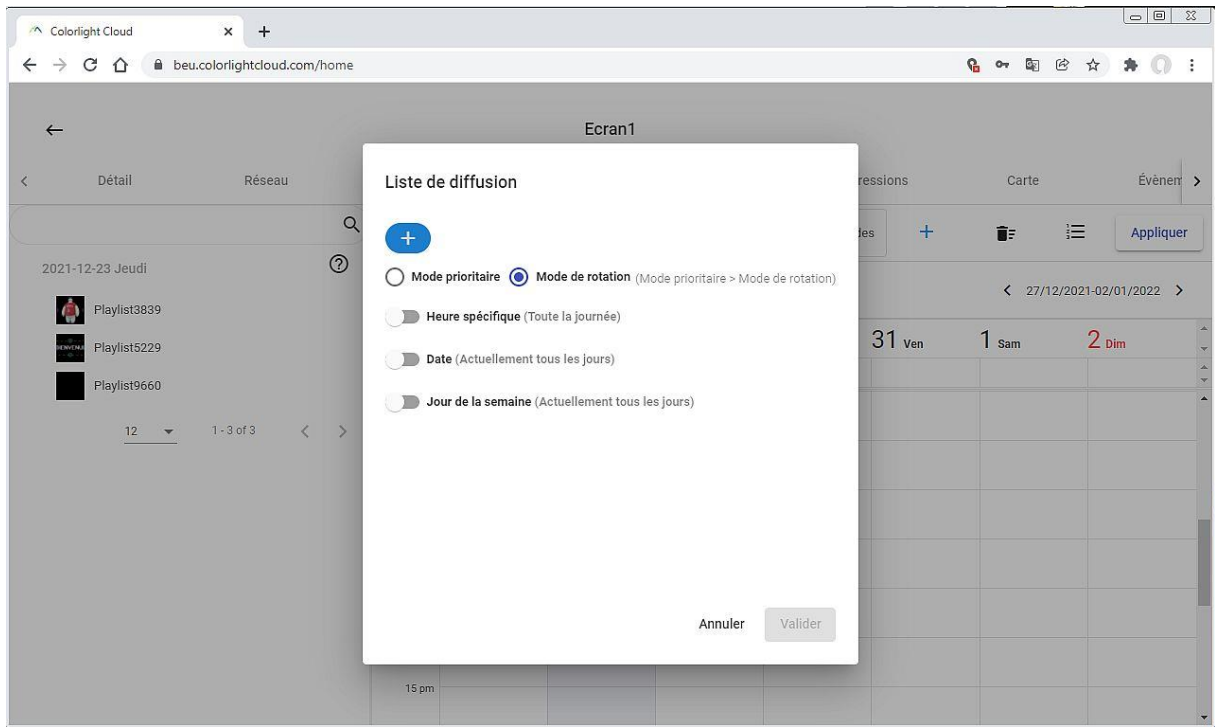 Colorlight Cloud
beu.colorlightcloud.com/home
Ecran1
Détail Réseau ressions Carte Évènem
Liste de diffusion
des Appliquer
2021-12-23 Jeudi
Mode prioritaire Mode de rotation (Mode prioritaire > Mode de rotation)
27/12/2021-02/01/2022
Playlist3839
Heure spécifique (Toute la journée)
31 Ven 1 Sam 2 Dim
BIENVENUE
Playlist5229
Date (Actuellement tous les jours)
Playlist9660
Jour de la semaine (Actuellement tous les jours)
12 1 - 3 of 3
Annuler Valider
15 pm